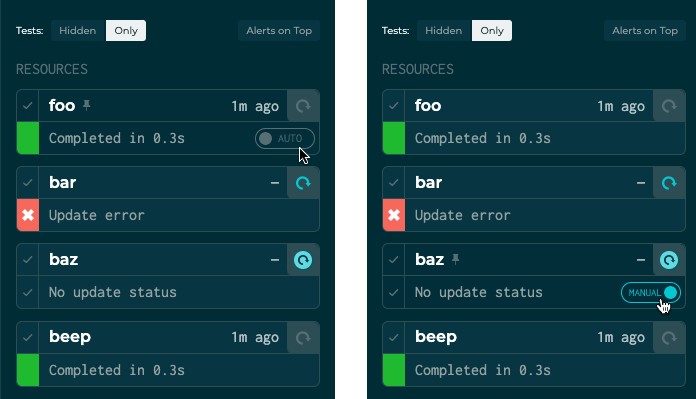 Tests: Hidden Only Alerts on Top
RESOURCES
foo 1m ago
Completed in 0.3s AUTO
bar –
Update error
baz –
No update status
beep 1m ago
Completed in 0.3s
Tests: Hidden Only Alerts on Top
RESOURCES
foo 1m ago
Completed in 0.3s
bar –
Update error
baz –
No update status MANUAL
beep 1m ago
Completed in 0.3s